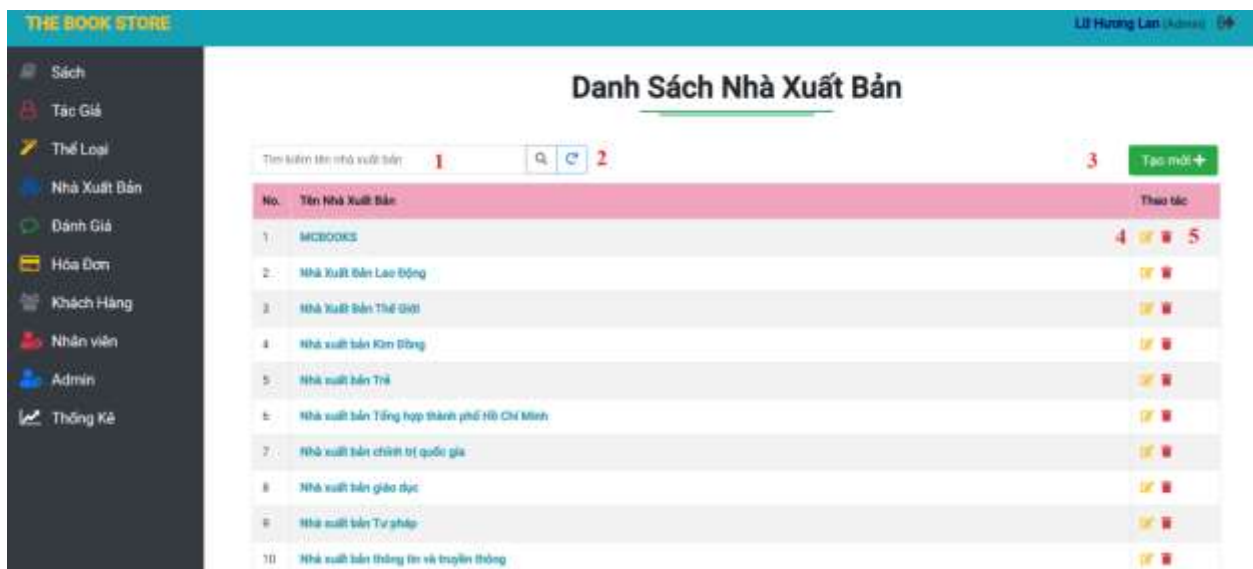 THE BOOK STORE
Lữ Hương Lan (Admin)
Sách
Tác Giả
Thể Loại
Nhà Xuất Bản
Đánh Giá
Hóa Đơn
Khách Hàng
Nhân viên
Admin
Thống Kê
Danh Sách Nhà Xuất Bản
Tìm kiếm tên nhà xuất bản 1 2 3 Tạo mới
No. Tên Nhà Xuất Bản Thao tác
1 MCBOOKS 4 5
2 Nhà Xuất Bản Lao Động
3 Nhà Xuất Bản Thế Giới
4 Nhà xuất bản Kim Đồng
5 Nhà xuất bản Trẻ
6 Nhà xuất bản Tổng hợp thành phố Hồ Chí Minh
7 Nhà xuất bản chính trị quốc gia
8 Nhà xuất bản giáo dục
9 Nhà xuất bản Tư pháp
10 Nhà xuất bản thông tin và truyền thông